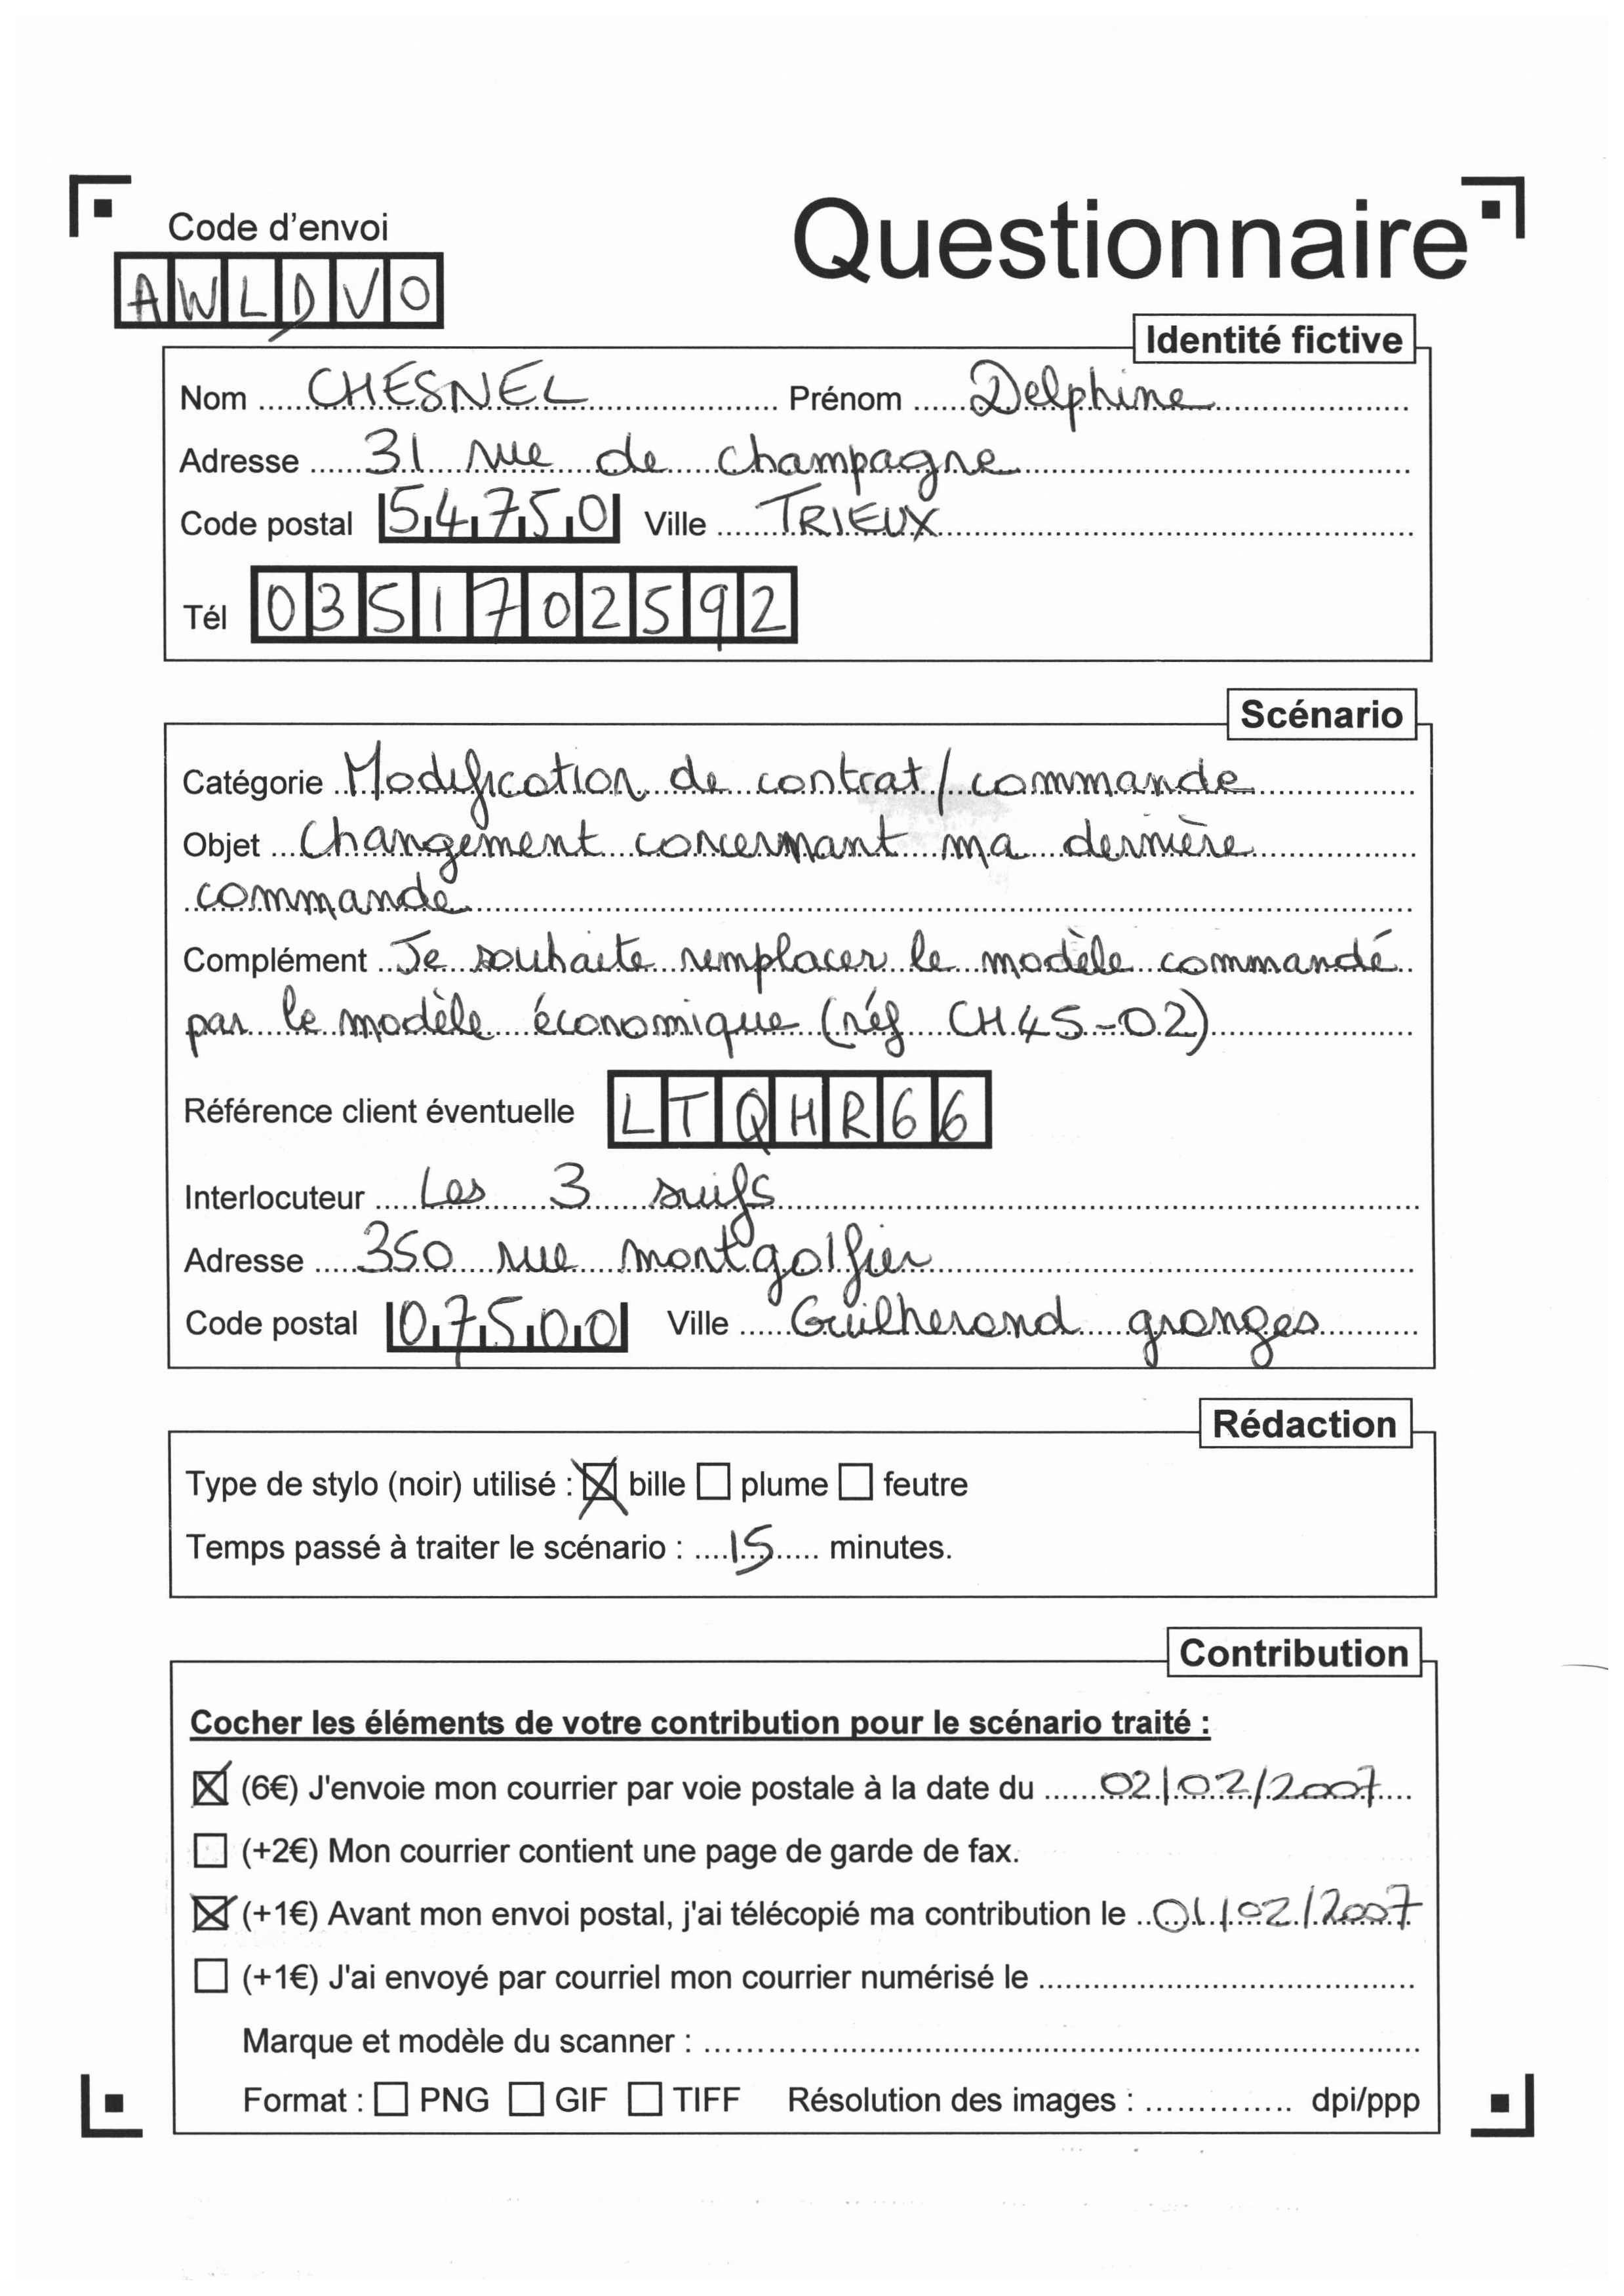 Code d'envoi
Questionnaire
AWLDVO
Identité fictive
Nom CHESNEL Prénom Delphine
Adresse 31 rue de champagne
Code postal 54750 Ville TRIEUX
Tél 0351702592
Scénario
Catégorie Modification de contrat / commande
Objet Changement concernant ma dernière
commande
Complément Je souhaite remplacer le modèle commandé
par le modèle économique (réf CH45-02)
Référence client éventuelle LTQHR66
Interlocuteur Les 3 suifs
Adresse 350 rue montgolfier
Code postal 07500 Ville Guilherand granges
Rédaction
Type de stylo (noir) utilisé : ☒ bille ☐ plume ☐ feutre
Temps passé à traiter le scénario : 15 minutes.
Contribution
Cocher les éléments de votre contribution pour le scénario traité :
☒ (6€) J'envoie mon courrier par voie postale à la date du 02/02/2007
☐ (+2€) Mon courrier contient une page de garde de fax.
☒ (+1€) Avant mon envoi postal, j'ai télécopié ma contribution le 01/02/2007
☐ (+1€) J'ai envoyé par courriel mon courrier numérisé le
Marque et modèle du scanner :
Format : ☐ PNG ☐ GIF ☐ TIFF Résolution des images : dpi/ppp